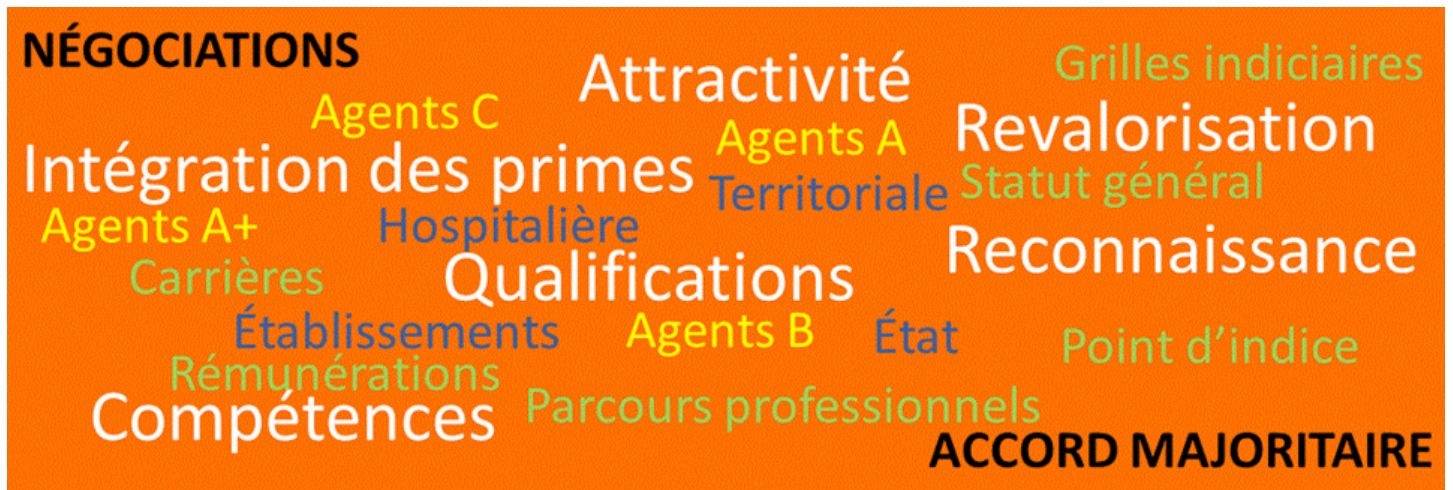 NÉGOCIATIONS
Attractivité
Grilles indiciaires
Agents C
Agents A
Revalorisation
Intégration des primes
Territoriale
Statut général
Agents A+
Hospitalière
Reconnaissance
Carrières
Qualifications
Établissements
Agents B
État
Point d’indice
Rémunérations
Compétences
Parcours professionnels
ACCORD MAJORITAIRE